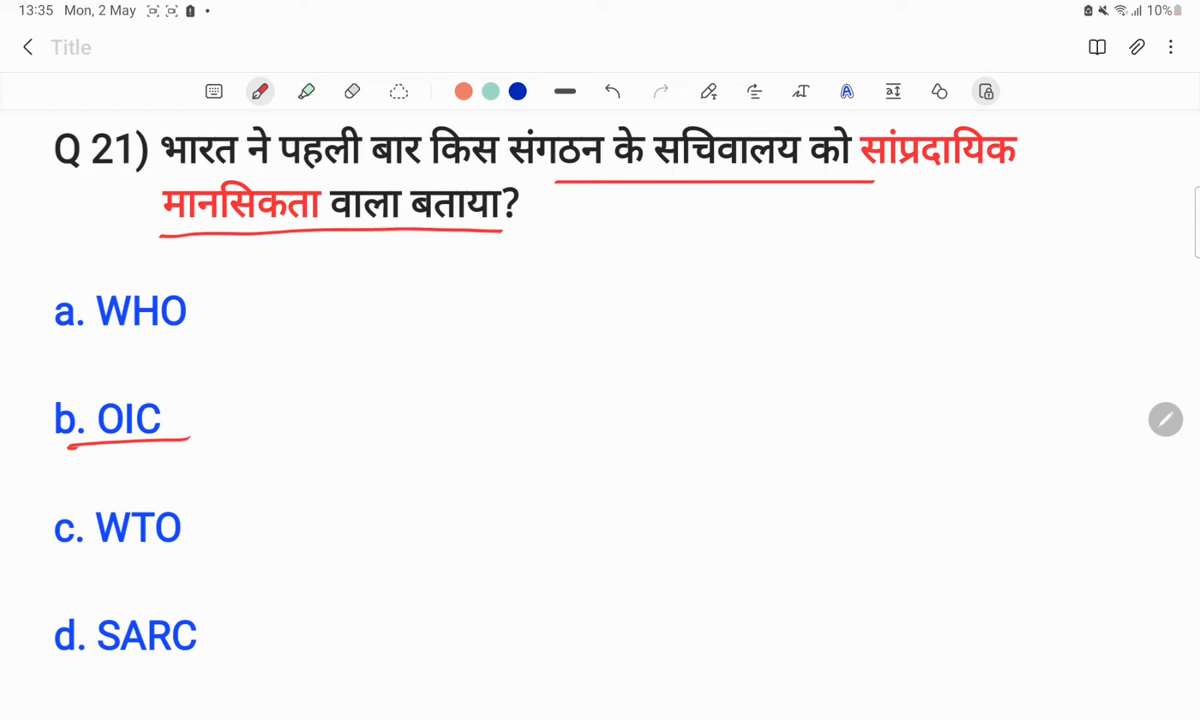 13:35 Mon, 2 May 10%
Title
Q 21) भारत ने पहली बार किस संगठन के सचिवालय को सांप्रदायिक
मानसिकता वाला बताया?
a. WHO
b. OIC
c. WTO
d. SARC